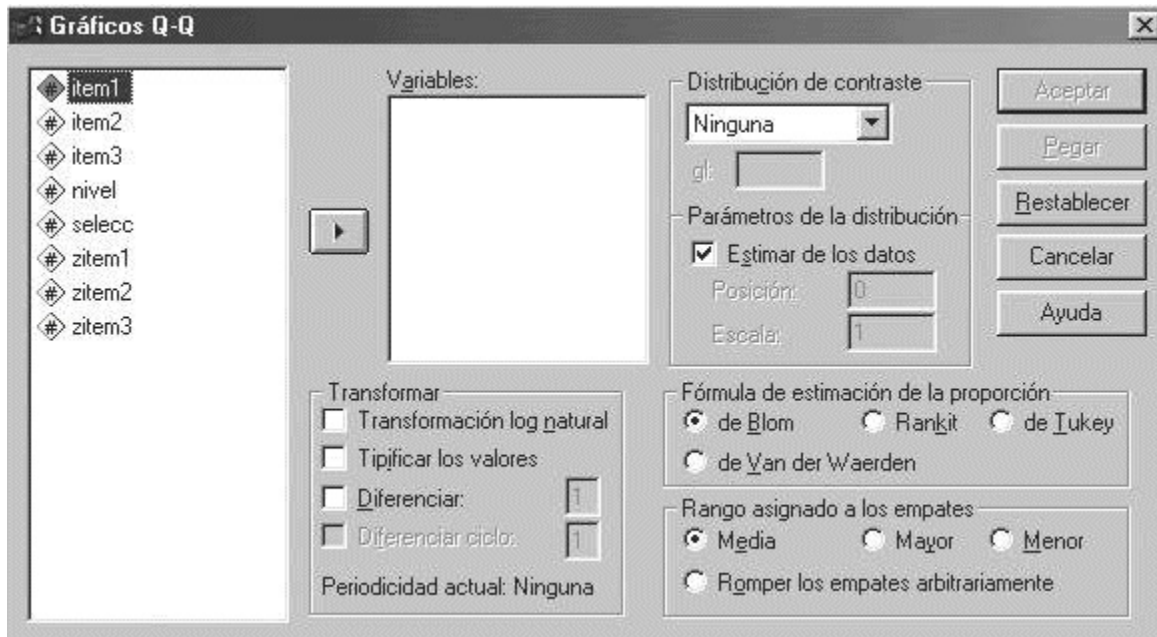 Gráficos Q-Q
item1
item2
item3
nivel
selecc
zitem1
zitem2
zitem3
Variables:
Distribución de contraste
Ninguna
gl:
Parámetros de la distribución
Estimar de los datos
Posición: 0
Escala: 1
Aceptar
Pegar
Restablecer
Cancelar
Ayuda
Transformar
Transformación log natural
Tipificar los valores
Diferenciar: 1
Diferenciar ciclo: 1
Periodicidad actual: Ninguna
Fórmula de estimación de la proporción
de Blom Rankit de Tukey
de Van der Waerden
Rango asignado a los empates
Media Mayor Menor
Romper los empates arbitrariamente